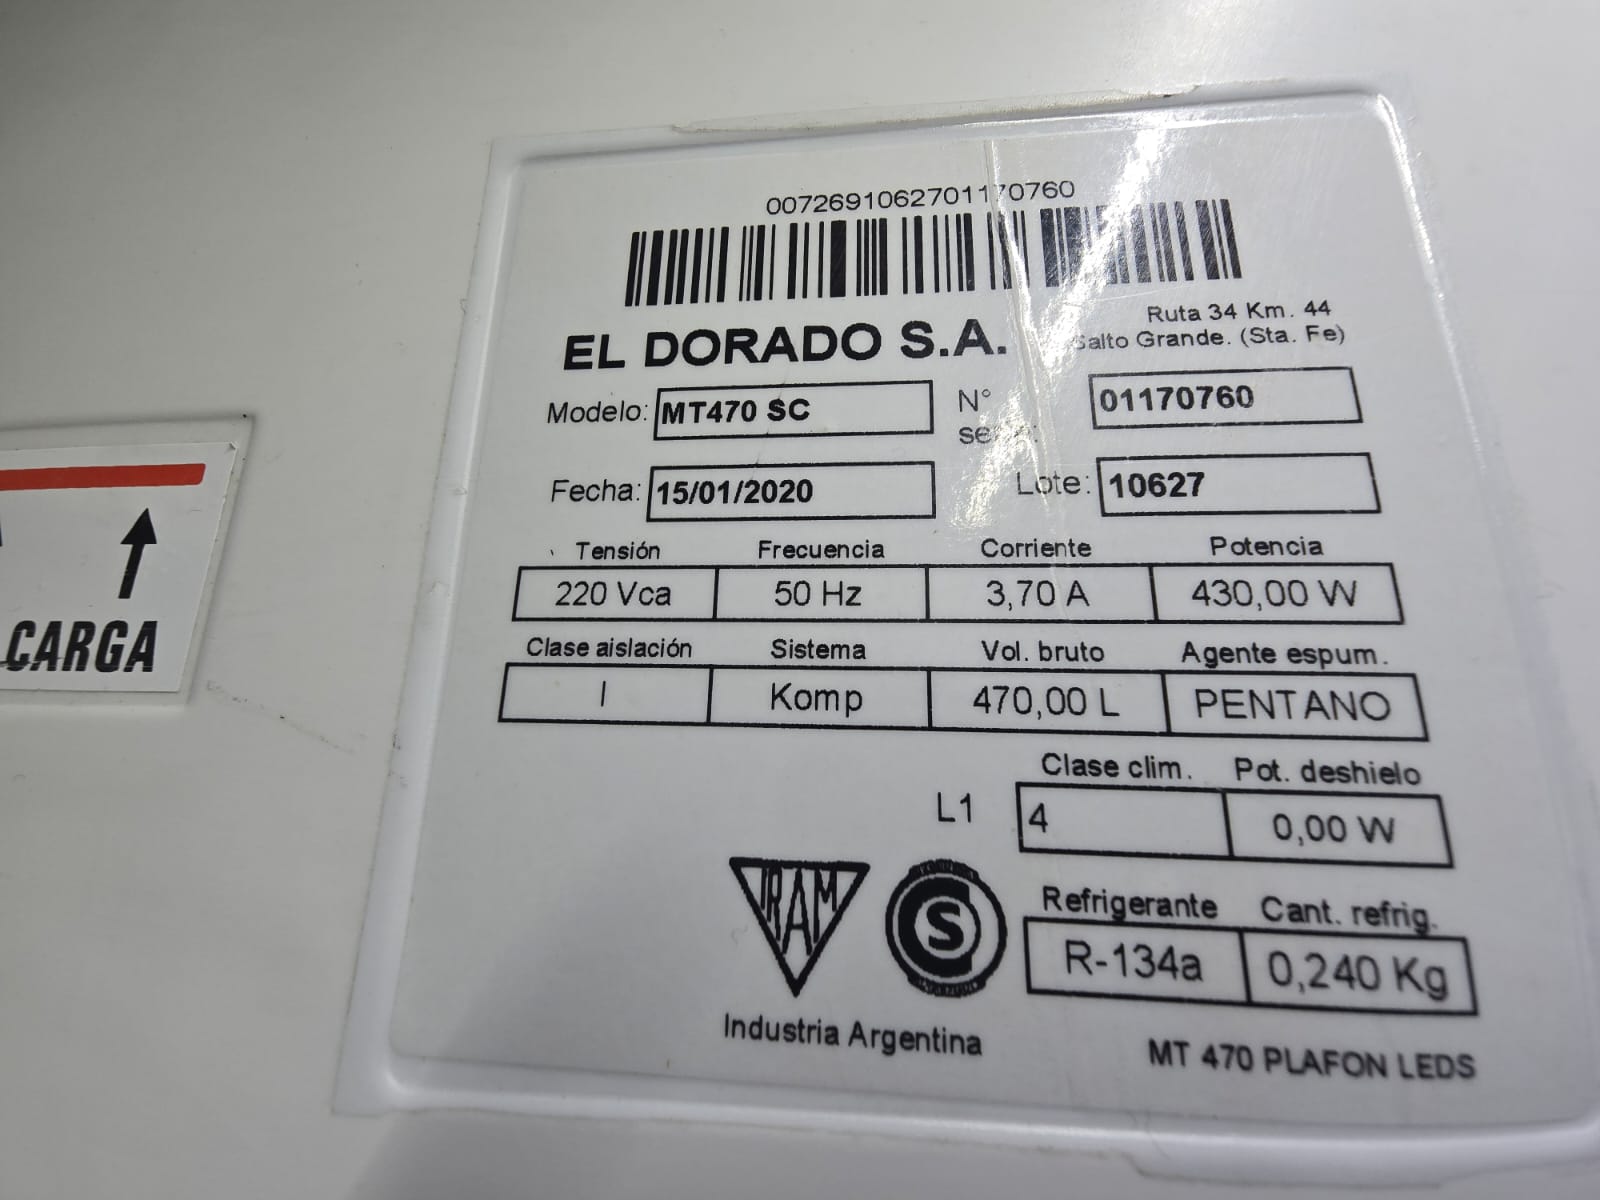 0072691062701170760
EL DORADO S.A.
Ruta 34 Km. 44
Salto Grande. (Sta. Fe)
Modelo: MT470 SC
N° 01170760
Fecha: 15/01/2020
Lote: 10627
Tensión Frecuencia Corriente Potencia
220 Vca 50 Hz 3,70 A 430,00 W
Clase aislación Sistema Vol. bruto Agente espum.
I Komp 470,00 L PENTANO
Clase clim. Pot. deshielo
L1 4 0,00 W
IRAM S
Refrigerante Cant. refrig.
R-134a 0,240 Kg
Industria Argentina
MT 470 PLAFON LEDS
CARGA